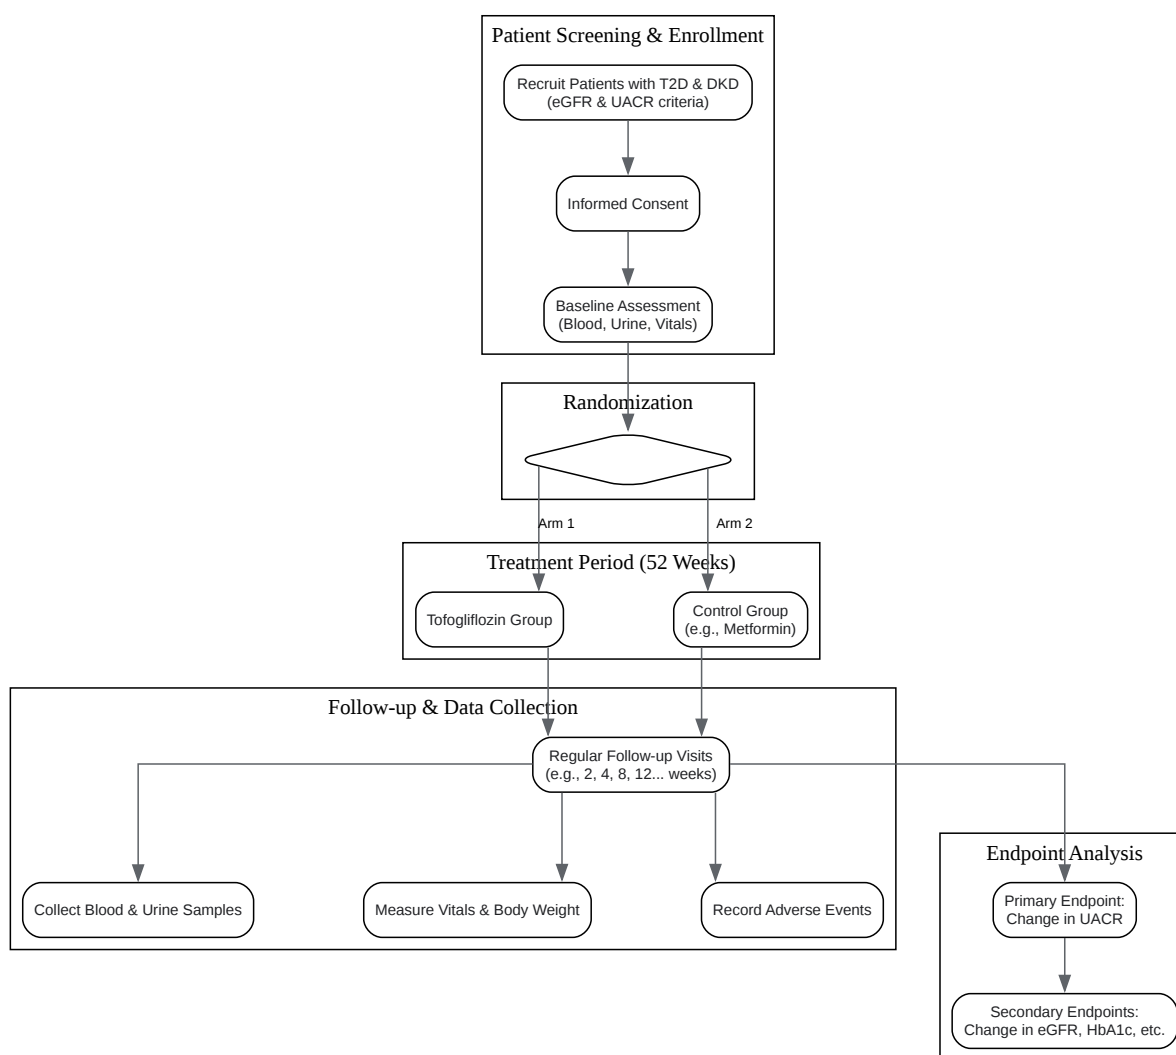 Patient Screening & Enrollment
Recruit Patients with T2D & DKD
(eGFR & UACR criteria)
Informed Consent
Baseline Assessment
(Blood, Urine, Vitals)
Randomization
Arm 1
Arm 2
Treatment Period (52 Weeks)
Tofogliflozin Group
Control Group
(e.g., Metformin)
Follow-up & Data Collection
Regular Follow-up Visits
(e.g., 2, 4, 8, 12... weeks)
Collect Blood & Urine Samples
Measure Vitals & Body Weight
Record Adverse Events
Endpoint Analysis
Primary Endpoint:
Change in UACR
Secondary Endpoints:
Change in eGFR, HbA1c, etc.